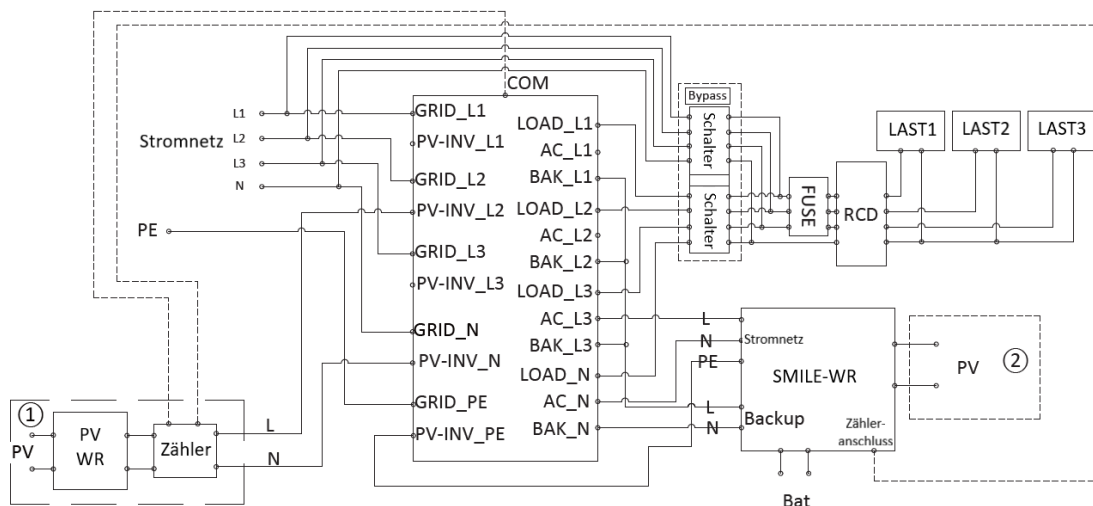 COM
Stromnetz
L1
L2
L3
N
PE
GRID_L1
PV-INV_L1
GRID_L2
PV-INV_L2
GRID_L3
PV-INV_L3
GRID_N
PV-INV_N
GRID_PE
PV-INV_PE
LOAD_L1
AC_L1
BAK_L1
LOAD_L2
AC_L2
BAK_L2
LOAD_L3
AC_L3
BAK_L3
LOAD_N
AC_N
BAK_N
Bypass
Schalter
Schalter
FUSE
RCD
LAST1
LAST2
LAST3
L
N
PE
L
N
Stromnetz
SMILE-WR
Backup
Zähler-
anschluss
Bat
PV
②
①
PV
PV
WR
Zähler
L
N